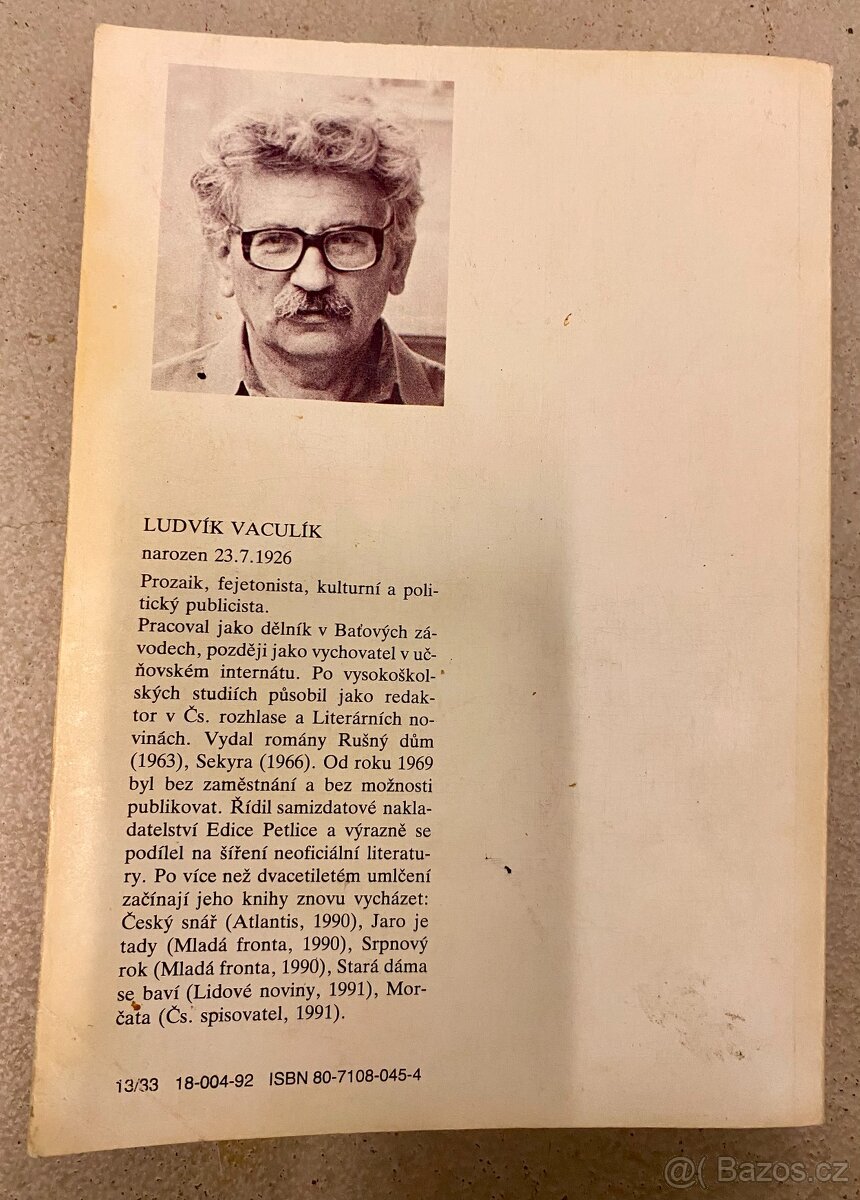 LUDVÍK VACULÍK
narozen 23.7.1926
Prozaik, fejetonista, kulturní a poli-
tický publicista.
Pracoval jako dělník v Baťových zá-
vodech, později jako vychovatel v uč-
ňovském internátu. Po vysokoškol-
ských studiích působil jako redak-
tor v Čs. rozhlase a Literárních no-
vinách. Vydal romány Rušný dům
(1963), Sekyra (1966). Od roku 1969
byl bez zaměstnání a bez možnosti
publikovat. Řídil samizdatové nakla-
datelství Edice Petlice a výrazně se
podílel na šíření neoficiální literatu-
ry. Po více než dvacetiletém umlčení
začínají jeho knihy znovu vycházet:
Český snář (Atlantis, 1990), Jaro je
tady (Mladá fronta, 1990), Srpnový
rok (Mladá fronta, 1990), Stará dáma
se baví (Lidové noviny, 1991), Mor-
čata (Čs. spisovatel, 1991).
13/33 18-004-92 ISBN 80-7108-045-4
@( Bazos.cz